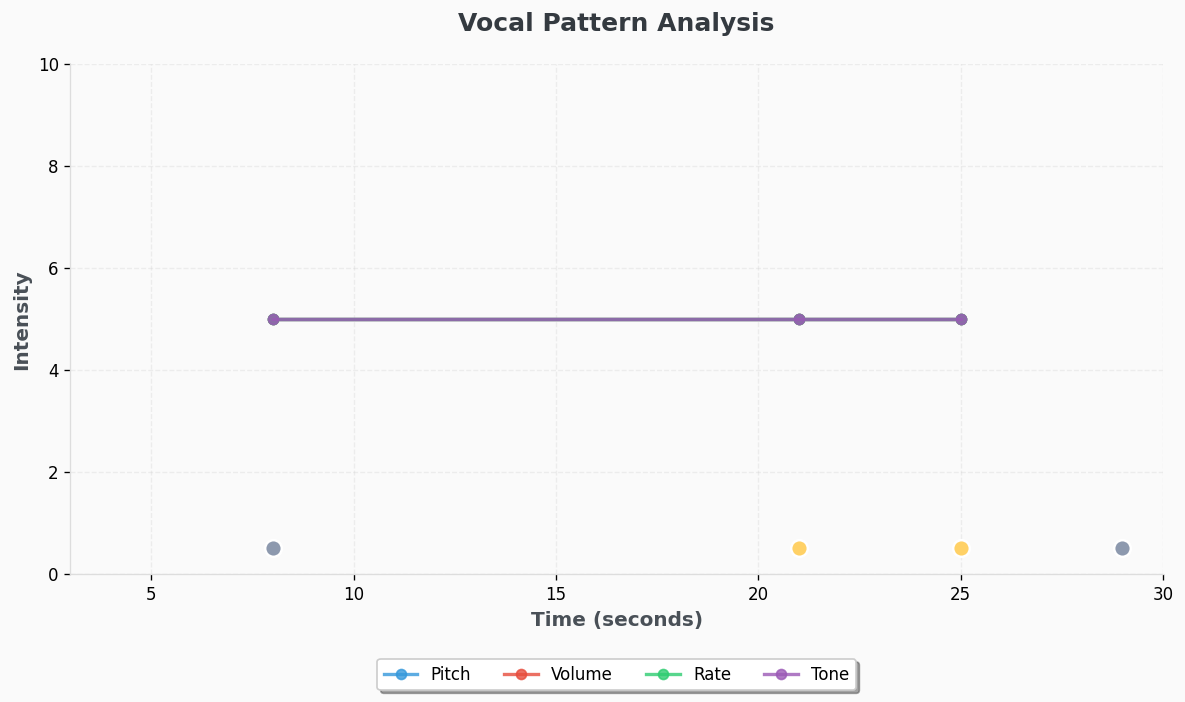 Vocal Pattern Analysis
10
8
6
4
2
0
Intensity
5 10 15 20 25 30
Time (seconds)
Pitch Volume Rate Tone